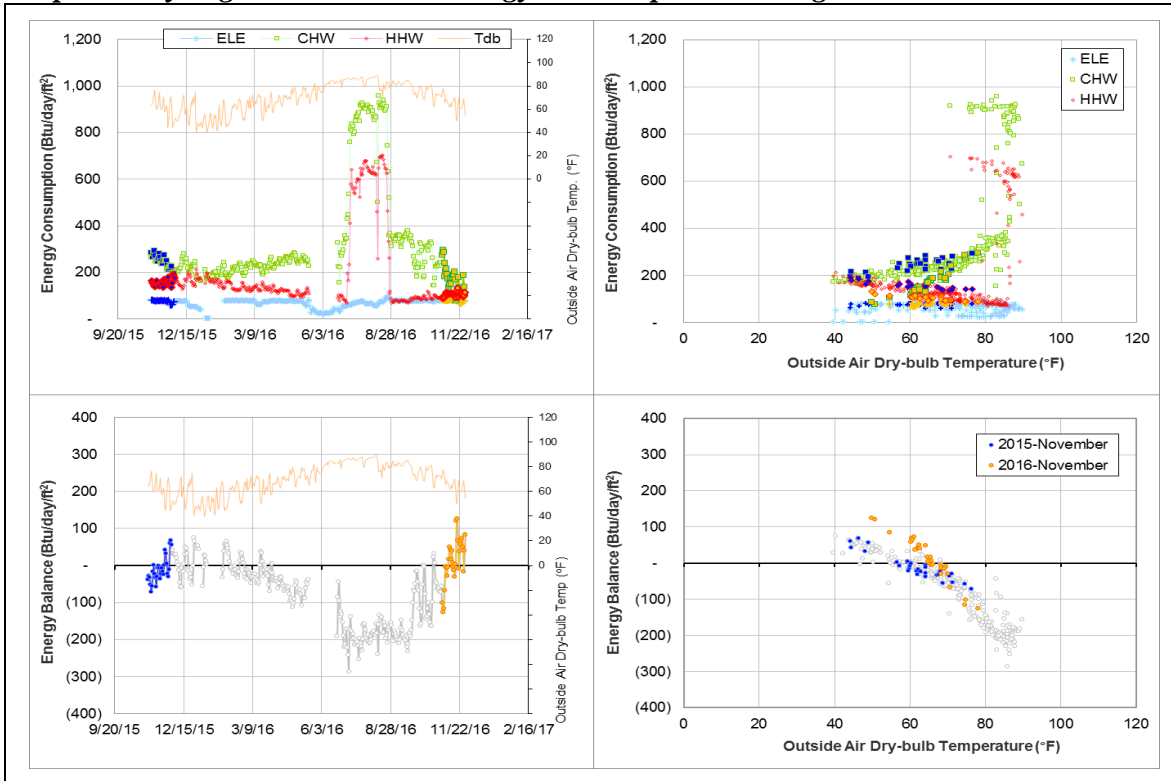 ELE CHW HHW Tdb
1,200
1,000
800
600
400
200
-
Energy Consumption (Btu/day/ft²)
120
100
80
60
40
20
0
Outside Air Dry-bulb Temp. (°F)
9/20/15 12/15/15 3/9/16 6/3/16 8/28/16 11/22/16 2/16/17
1,200
1,000
800
600
400
200
-
Energy Consumption (Btu/day/ft²)
ELE
CHW
HHW
0 20 40 60 80 100 120
Outside Air Dry-bulb Temperature (°F)
400
300
200
100
-
(100)
(200)
(300)
(400)
Energy Balance (Btu/day/ft²)
120
100
80
60
40
20
0
Outside Air Dry-bulb Temp (°F)
9/20/15 12/15/15 3/9/16 6/3/16 8/28/16 11/22/16 2/16/17
400
300
200
100
-
(100)
(200)
(300)
(400)
Energy Balance (Btu/day/ft²)
2015-November
2016-November
0 20 40 60 80 100 120
Outside Air Dry-bulb Temperature (°F)